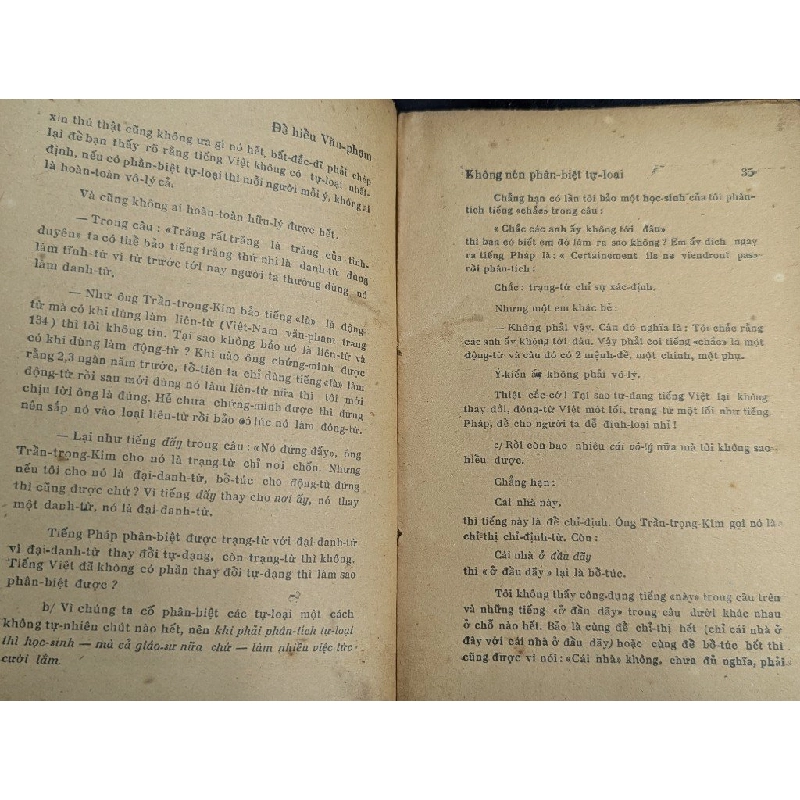 Để hiểu Văn-phạm
xin thú thật cũng không ưa gì nó hết, bất-đắc-dĩ phải chép
lại để bạn thấy rõ rằng tiếng Việt không có tự-loại nhất-
định, nếu có phân-biệt tự-loại thì mỗi người mỗi ý, không ai
là hoàn-toàn vô-lý cả.
Và cũng không ai hoàn-toàn hữu-lý được hết.
— Trong câu : «Trăng rất trăng là trăng của tình-
duyên» ta có thể bảo tiếng trăng thứ nhì là danh-từ dùng
làm tĩnh-từ vì từ trước tới nay người ta thường dùng nó
làm danh-từ.
— Như ông Trần-trọng-Kim bảo tiếng «là» là động-
từ mà có khi dùng làm liên-từ (Việt-Nam văn-phạm trang
134) thì tôi không tin. Tại sao không bảo nó là liên-từ và
có khi dùng làm động-từ ? Khi nào ông chứng-minh được
rằng 2,3 ngàn năm trước, tổ-tiên ta chỉ dùng tiếng «là» làm
động-từ rồi sau mới dùng nó làm liên-từ nữa thì tôi mới
chịu lời ông là đúng. Hễ chưa chứng-minh được thì đừng
nên sắp nó vào loại liên-từ rồi bảo có lúc nó làm động-từ.
— Lại như tiếng đấy trong câu : «Nó đứng đấy», ông
Trần-trọng-Kim cho nó là trạng-từ chỉ nơi chốn. Nhưng
nếu tôi cho nó là đại-danh-từ, bổ-túc cho động-từ đứng
thì cũng được chứ ? Vì tiếng đấy thay cho nơi ấy, nó thay
một danh-từ, nó là đại-danh-từ.
Tiếng Pháp phân-biệt được trạng-từ với đại-danh-từ
vì đại-danh-từ thay đổi tự-dạng, còn trạng-từ thì không.
Tiếng Việt đã không có phần thay đổi tự-dạng thì làm sao
phân-biệt được ?
b/ Vì chúng ta cố phân-biệt các tự-loại một cách
không tự-nhiên chút nào hết, nên khi phải phân-tích tự-loại
thì học-sinh — mà cả giáo-sư nữa chứ — làm nhiều việc tức-
cười lắm
Không nên phân-biệt tự-loại 35
Chẳng hạn có lần tôi bảo một học-sinh của tôi phân-
tích tiếng «chắc» trong câu :
« Chắc các anh ấy không tới đâu»
thì bạn có biết em đó làm ra sao không ? Em ấy dịch ngay
ra tiếng Pháp là : « Certainement ils ne viendront pas»
rồi phân-tích :
Chắc : trạng-từ chỉ sự xác-định.
Nhưng một em khác bẻ :
— Không phải vậy. Câu đó nghĩa là : Tôi chắc rằng
các anh ấy không tới đâu. Vậy phải coi tiếng «chắc» là một
động-từ và câu đó có 2 mệnh-đề, một chính, một phụ.
Ý-kiến ấy không phải vô-lý.
Thiệt cắc-cớ ! Tại sao tự-dạng tiếng Việt lại không
thay đổi, động-từ Việt một lối, trạng từ một lối như tiếng
Pháp, để cho người ta dễ định-loại nhỉ !
c/ Rồi còn bao nhiêu cái vô-lý nữa mà tôi không sao
hiểu được.
Chẳng hạn :
Cái nhà này,
thì tiếng này là để chỉ-định. Ông Trần-trọng-Kim gọi nó là
chỉ-thị chỉ-định-từ. Còn :
Cái nhà ở đầu đây
thì «ở đầu đây » lại là bổ-túc.
Tôi không thấy công-dụng tiếng «này» trong câu trên
và những tiếng «ở đầu đây» trong câu dưới khác nhau
ở chỗ nào hết. Bảo là cùng để chỉ-thị hết (chỉ cái nhà ở
đây với cái nhà ở đầu đây) hoặc cùng để bổ-túc hết thì
cũng được vì nói : «Cái nhà» không, chưa đủ nghĩa, phải